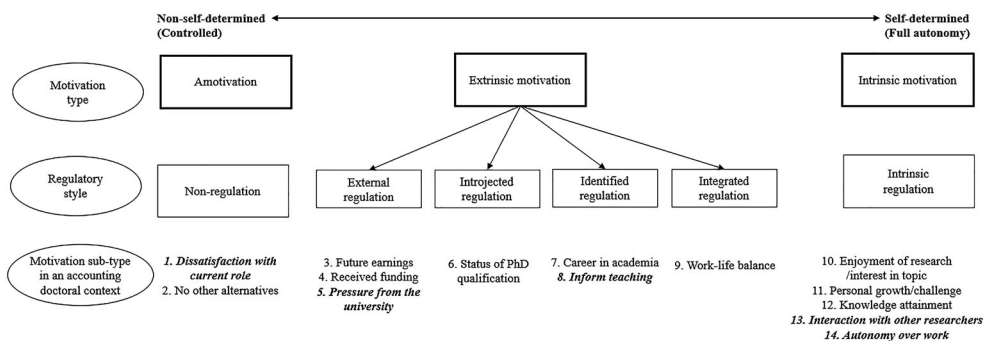 Non-self-determined
(Controlled)
Self-determined
(Full autonomy)
Motivation
type
Amotivation
Extrinsic motivation
Intrinsic motivation
Regulatory
style
Non-regulation
External
regulation
Introjected
regulation
Identified
regulation
Integrated
regulation
Intrinsic
regulation
Motivation sub-type
in an accounting
doctoral context
1. Dissatisfaction with
current role
2. No other alternatives
3. Future earnings
4. Received funding
5. Pressure from the
university
6. Status of PhD
qualification
7. Career in academia
8. Inform teaching
9. Work-life balance
10. Enjoyment of research
/interest in topic
11. Personal growth/challenge
12. Knowledge attainment
13. Interaction with other researchers
14. Autonomy over work